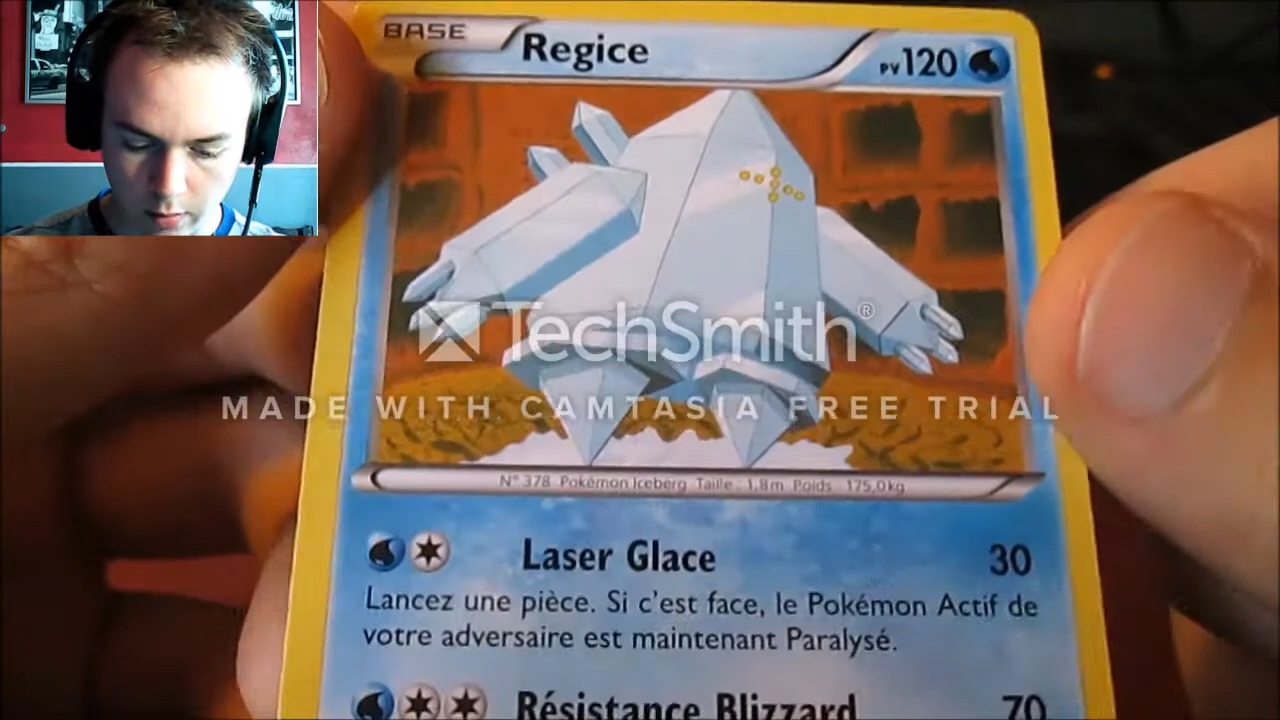 BASE Regice PV120
TechSmith®
MADE WITH CAMTASIA FREE TRIAL
N° 378 Pokémon Iceberg Taille : 1,8m Poids : 175,0kg
Laser Glace 30
Lancez une pièce. Si c'est face, le Pokémon Actif de
votre adversaire est maintenant Paralysé.
Résistance Blizzard 70